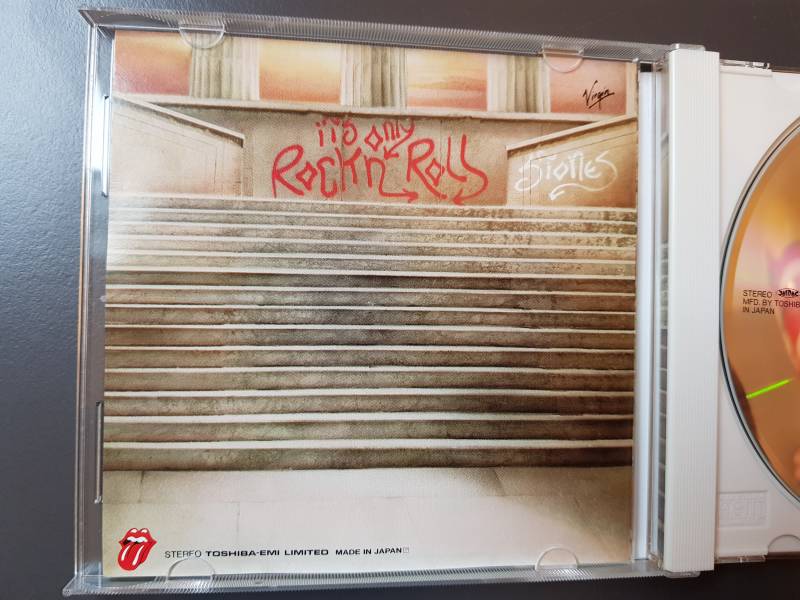 Virgin
it's only
Rock'n Roll
Stones
STEREO TOSHIBA-EMI LIMITED MADE IN JAPAN
STEREO
MFD. BY TOSHIBA
IN JAPAN